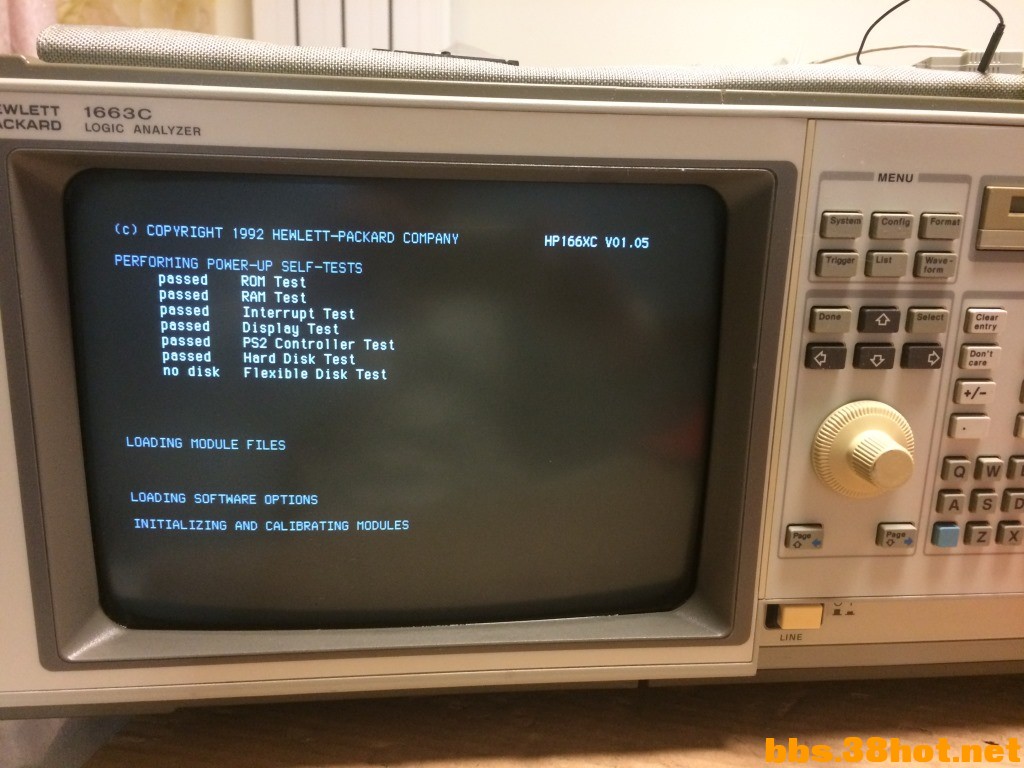 EWLETT
ACKARD
1663C
LOGIC ANALYZER
(c) COPYRIGHT 1992 HEWLETT-PACKARD COMPANY HP166XC V01.05
PERFORMING POWER-UP SELF-TESTS
passed ROM Test
passed RAM Test
passed Interrupt Test
passed Display Test
passed PS2 Controller Test
passed Hard Disk Test
no disk Flexible Disk Test
LOADING MODULE FILES
LOADING SOFTWARE OPTIONS
INITIALIZING AND CALIBRATING MODULES
MENU
System Config Format
Trigger List Wave-
form
Done Select
Clear
entry
Don't
care
+/-
.
Q W
A S D
Z X
Page Page
LINE
bbs.38hot.net